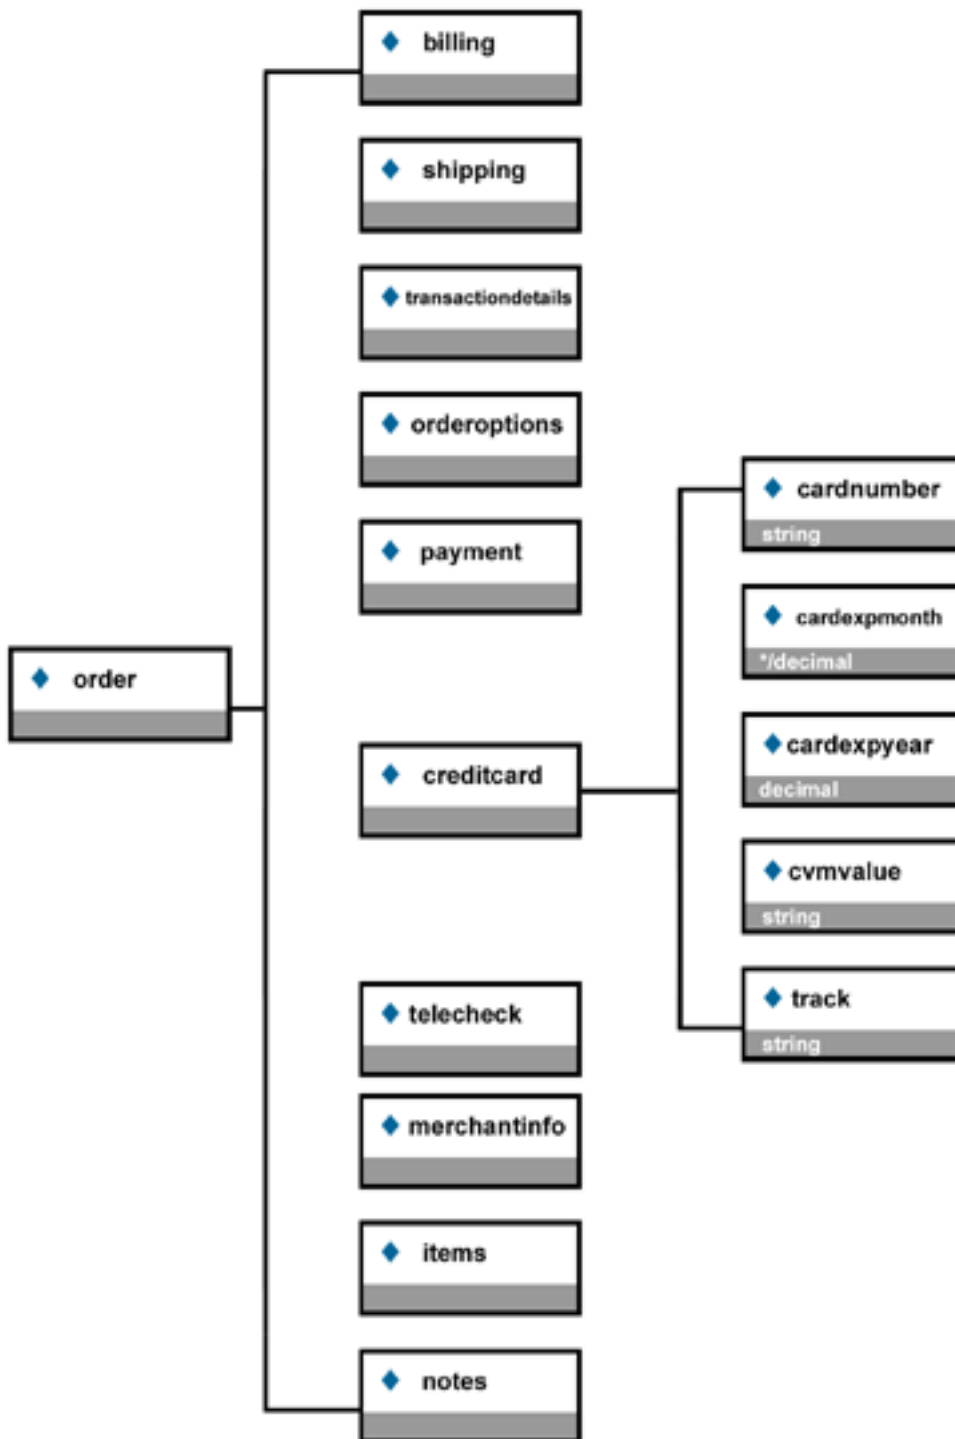 billing
shipping
transactiondetails
orderoptions
payment
order
creditcard
telecheck
merchantinfo
items
notes
cardnumber
string
cardexpmonth
*/decimal
cardexpyear
decimal
cvmvalue
string
track
string